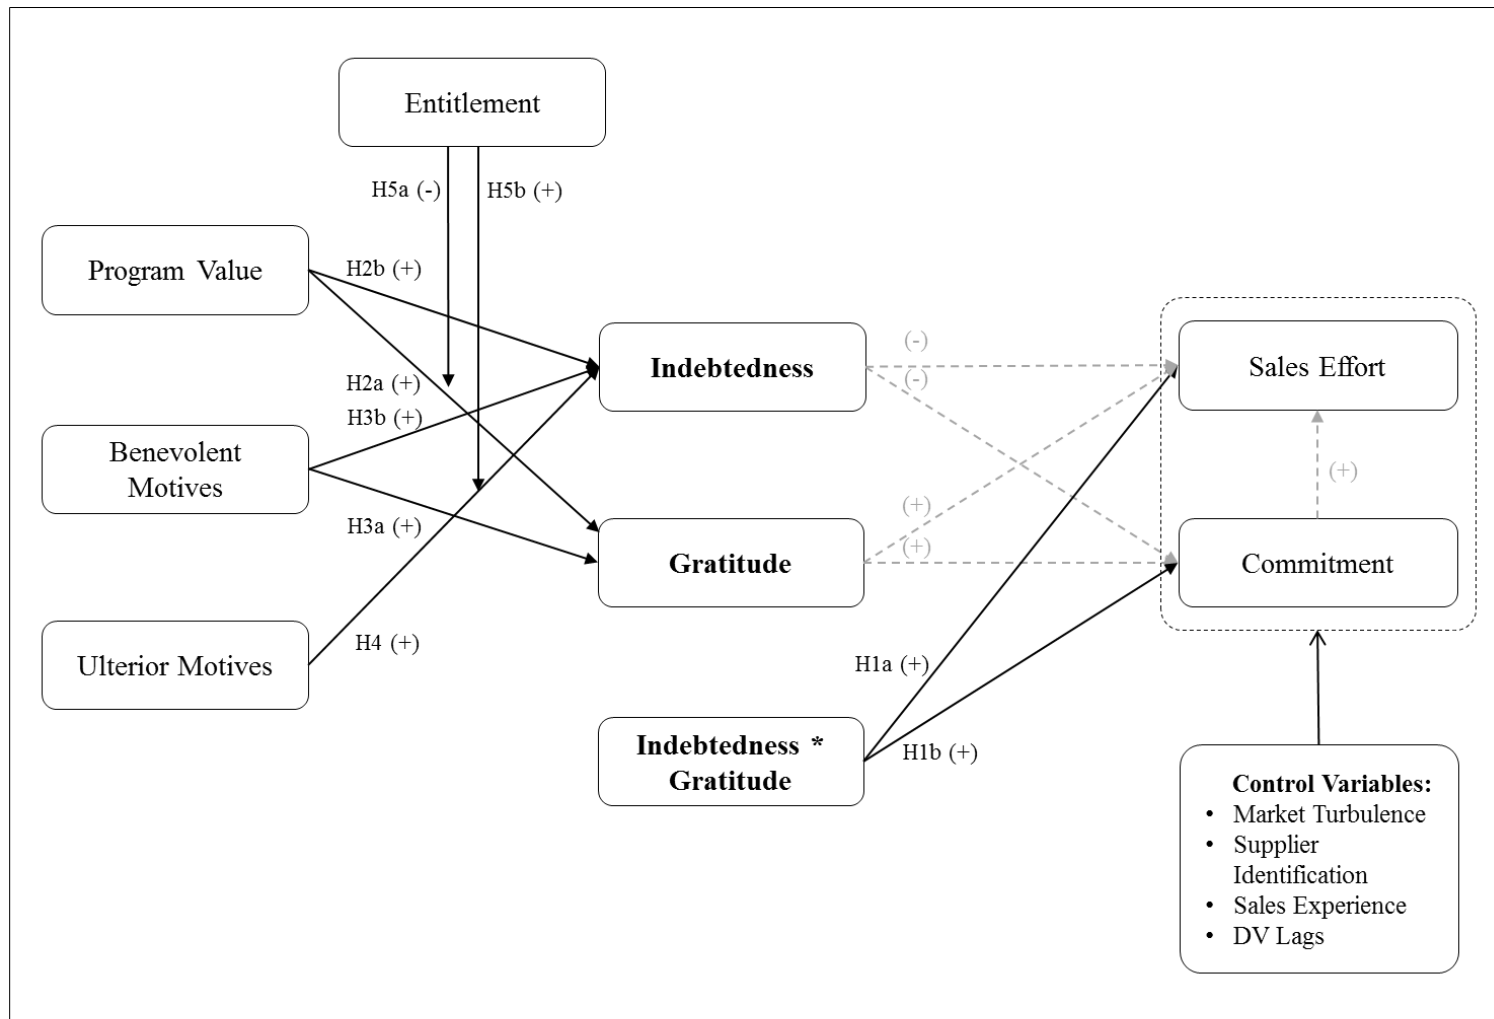 Entitlement
H5a (-)
H5b (+)
Program Value
H2b (+)
H2a (+)
H3b (+)
Benevolent
Motives
H3a (+)
Ulterior Motives
H4 (+)
Indebtedness
Gratitude
Indebtedness *
Gratitude
(-)
(-)
(+)
(+)
H1a (+)
H1b (+)
Sales Effort
(+)
Commitment
Control Variables:
• Market Turbulence
• Supplier
Identification
• Sales Experience
• DV Lags